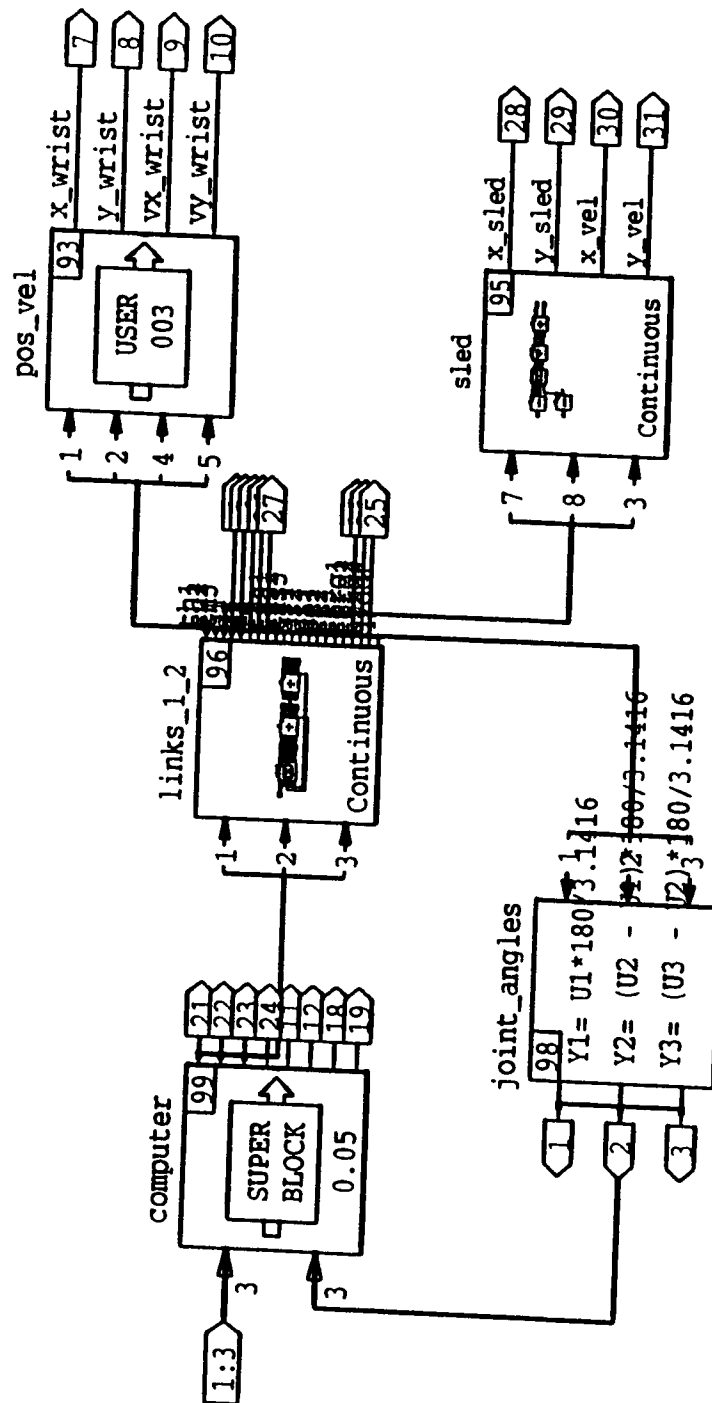 1:3
3
3
computer
99
SUPER
BLOCK
0.05
21
22
23
24
11
12
18
19
1
2
3
links_1_2
96
Continuous
27
25
1
2
4
5
pos_vel
93
USER
003
x_wrist
y_wrist
vx_wrist
vy_wrist
7
8
9
10
7
8
3
sled
95
Continuous
x_sled
y_sled
x_vel
y_vel
28
29
30
31
joint_angles
98
Y1= U1*180/3.1416
Y2= (U2 - U1)*180/3.1416
Y3= (U3 - U2)*180/3.1416
1
2
3
1
2
3